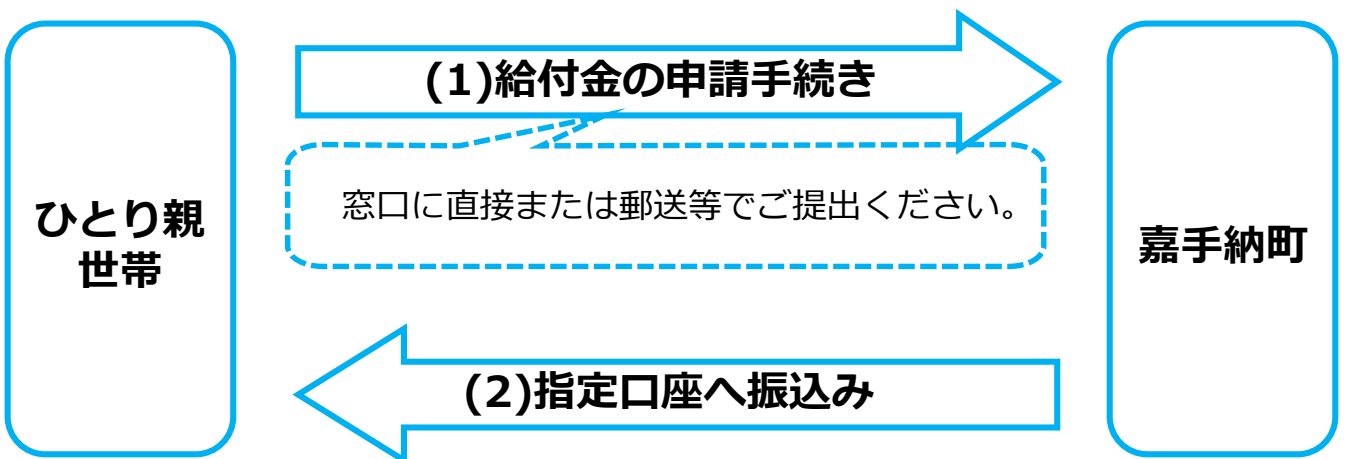 ひとり親
世帯
(1)給付金の申請手続き
窓口に直接または郵送等でご提出ください。
(2)指定口座へ振込み
嘉手納町